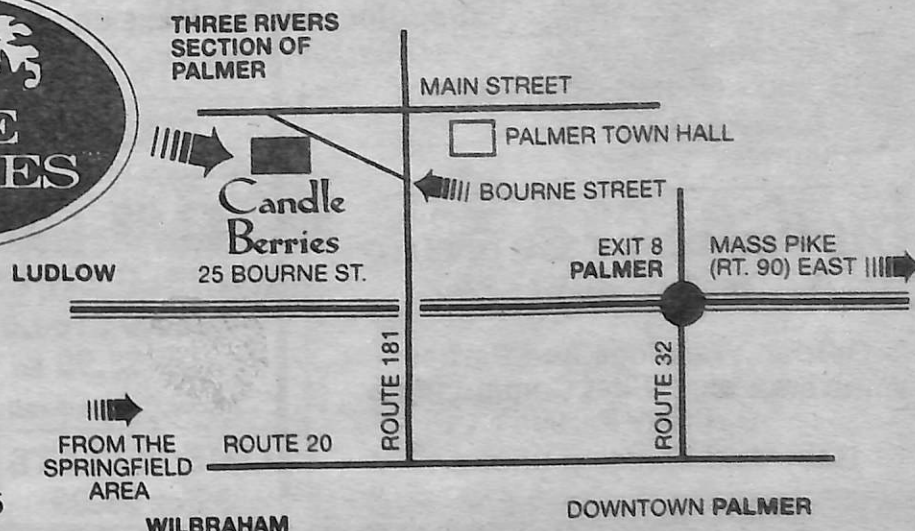 THREE RIVERS
SECTION OF
PALMER
MAIN STREET
PALMER TOWN HALL
ES
BOURNE STREET
Candle
Berries
25 BOURNE ST.
LUDLOW
EXIT 8
PALMER
MASS PIKE
(RT. 90) EAST
ROUTE 181
ROUTE 32
FROM THE
SPRINGFIELD
AREA
ROUTE 20
WILBRAHAM
DOWNTOWN PALMER